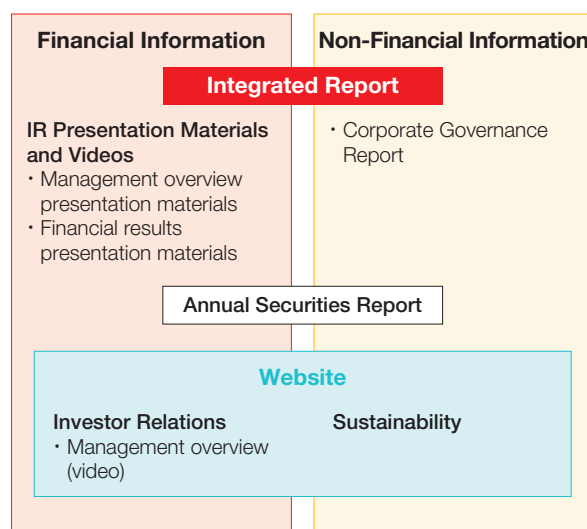 Financial Information
Non-Financial Information
Integrated Report
IR Presentation Materials
and Videos
・Management overview
presentation materials
・Financial results
presentation materials
・Corporate Governance
Report
Annual Securities Report
Website
Investor Relations
・Management overview
(video)
Sustainability